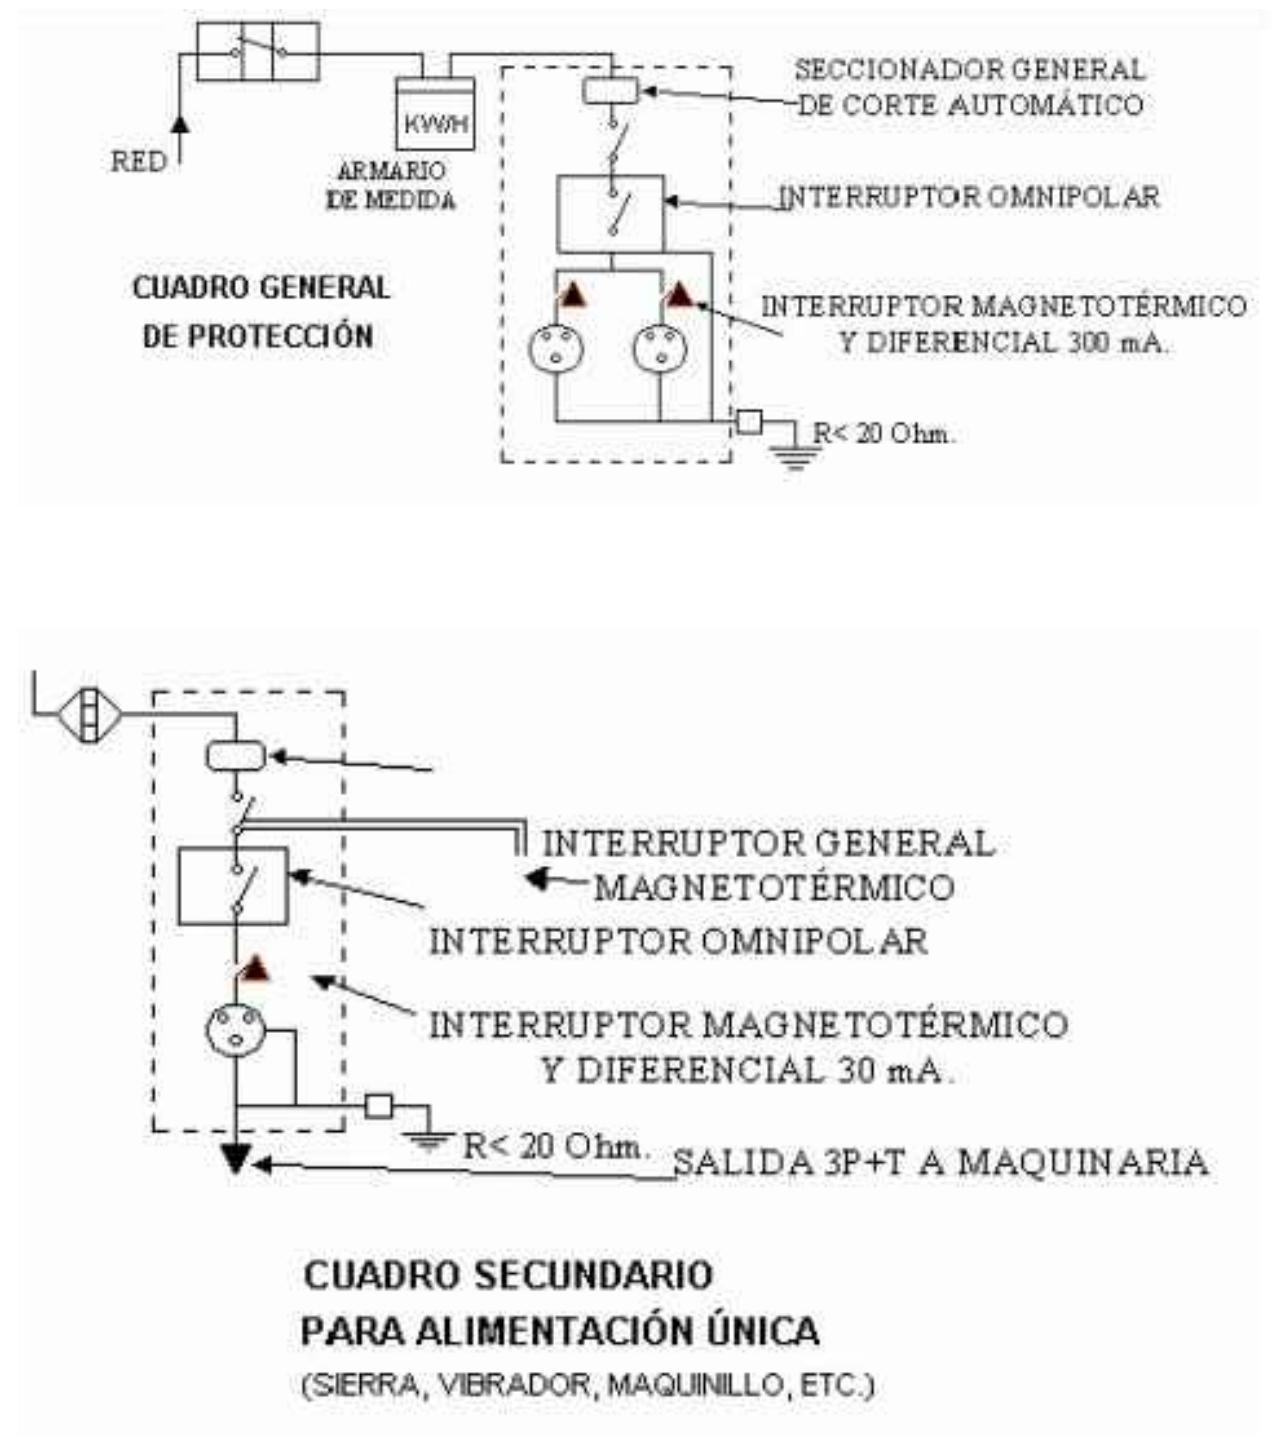 SECCIONADOR GENERAL
DE CORTE AUTOMÁTICO
KW/H
RED
ARMARIO
DE MEDIDA
INTERRUPTOR OMNIPOLAR
CUADRO GENERAL
DE PROTECCIÓN
INTERRUPTOR MAGNETOTÉRMICO
Y DIFERENCIAL 300 mA.
R< 20 Ohm.
INTERRUPTOR GENERAL
MAGNETOTÉRMICO
INTERRUPTOR OMNIPOLAR
INTERRUPTOR MAGNETOTÉRMICO
Y DIFERENCIAL 30 mA.
R< 20 Ohm.
SALIDA 3P+T A MAQUINARIA
CUADRO SECUNDARIO
PARA ALIMENTACIÓN ÚNICA
(SIERRA, VIBRADOR, MAQUINILLO, ETC.)